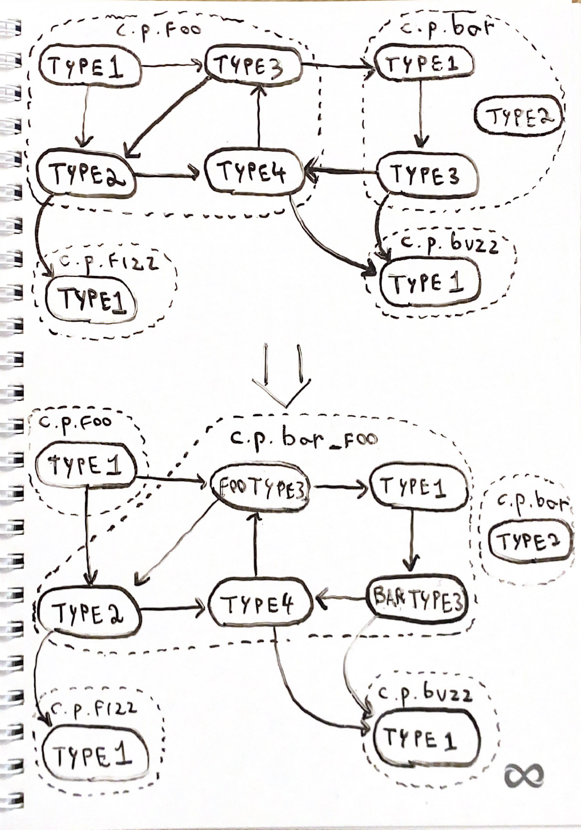 c.p.foo
c.p.bar
TYPE1
TYPE3
TYPE1
TYPE2
TYPE2
TYPE4
TYPE3
c.p.fizz
c.p.buzz
TYPE1
TYPE1
c.p.foo
c.p.bar_foo
TYPE1
FOOTYPE3
TYPE1
c.p.bar
TYPE2
TYPE2
TYPE4
BARTYPE3
c.p.fizz
c.p.buzz
TYPE1
TYPE1
∞